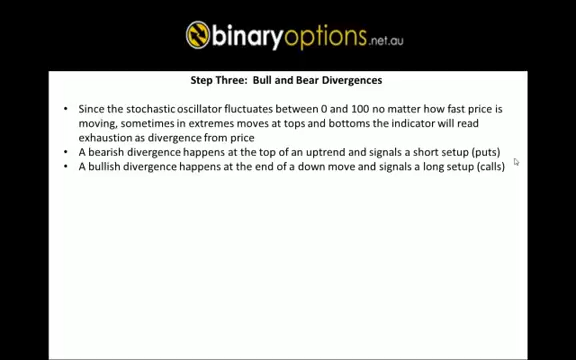 binaryoptions.net.au
Step Three: Bull and Bear Divergences
• Since the stochastic oscillator fluctuates between 0 and 100 no matter how fast price is
moving, sometimes in extremes moves at tops and bottoms the indicator will read
exhaustion as divergence from price
• A bearish divergence happens at the top of an uptrend and signals a short setup (puts)
• A bullish divergence happens at the end of a down move and signals a long setup (calls)